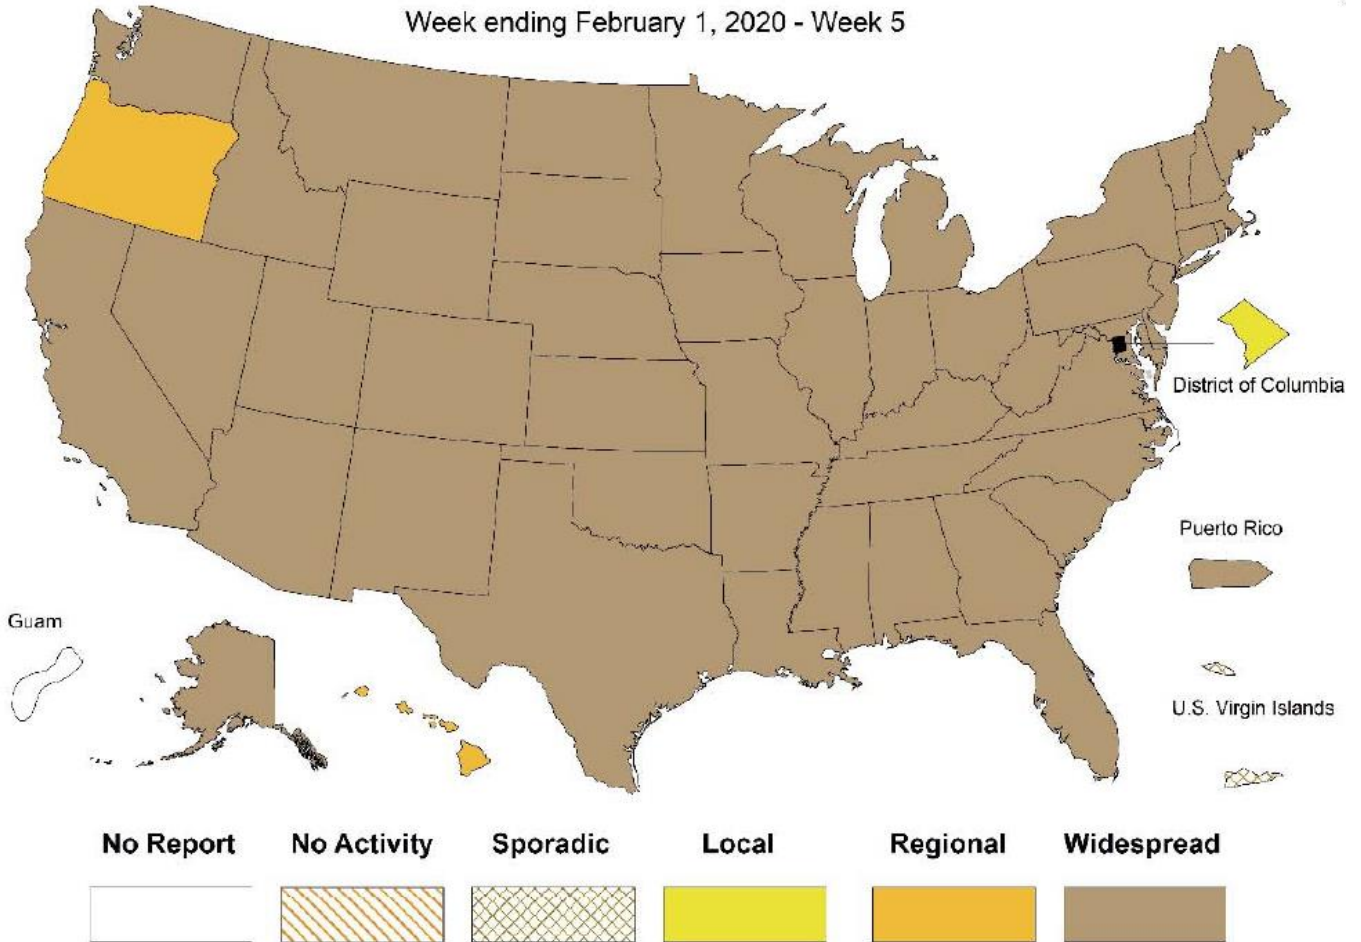 Week ending February 1, 2020 - Week 5
District of Columbia
Puerto Rico
Guam
U.S. Virgin Islands
No Report No Activity Sporadic Local Regional Widespread